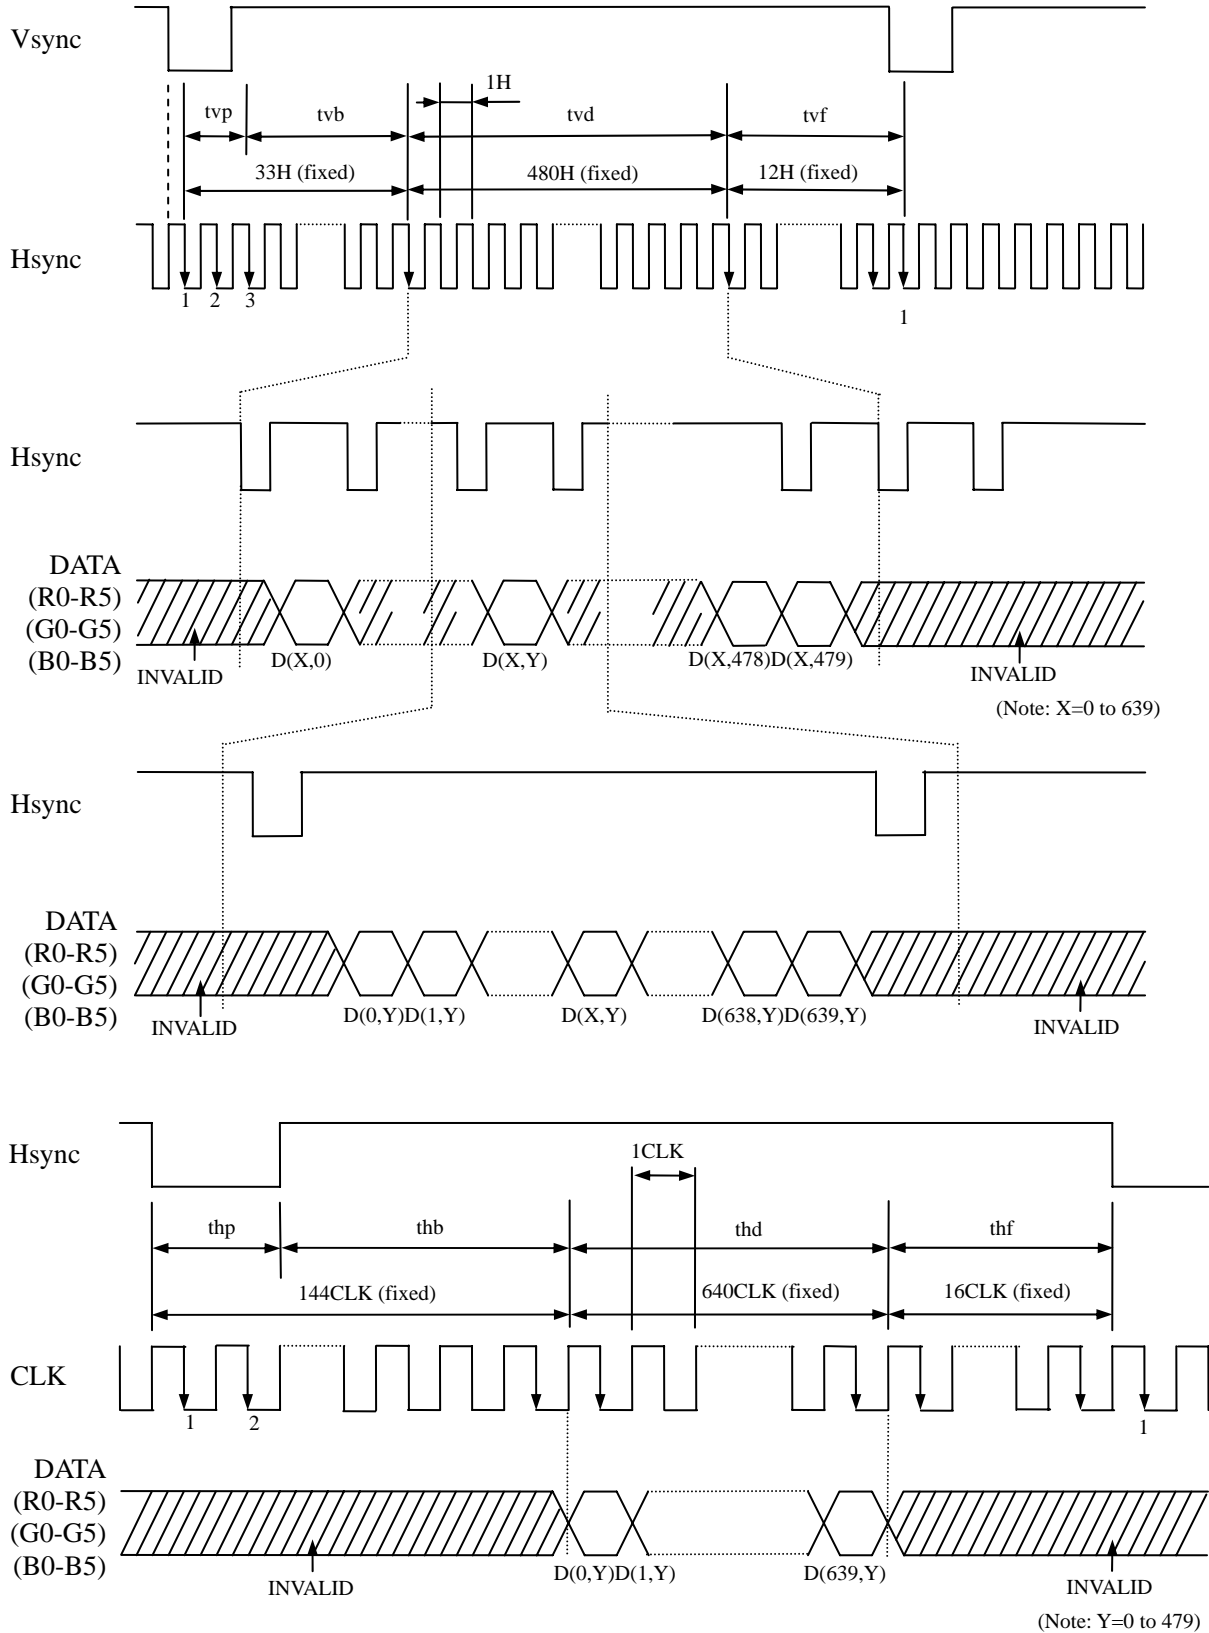 Vsync
1H
tvp tvb tvd tvf
33H (fixed) 480H (fixed) 12H (fixed)
Hsync
1 2 3 1
Hsync
DATA
(R0-R5)
(G0-G5)
(B0-B5)
D(X,0) D(X,Y) D(X,478) D(X,479)
INVALID INVALID
(Note: X=0 to 639)
Hsync
DATA
(R0-R5)
(G0-G5)
(B0-B5)
D(0,Y) D(1,Y) D(X,Y) D(638,Y) D(639,Y)
INVALID INVALID
Hsync
1CLK
thp thb thd thf
144CLK (fixed) 640CLK (fixed) 16CLK (fixed)
CLK
1 2 1
DATA
(R0-R5)
(G0-G5)
(B0-B5)
D(0,Y) D(1,Y) D(639,Y)
INVALID INVALID
(Note: Y=0 to 479)